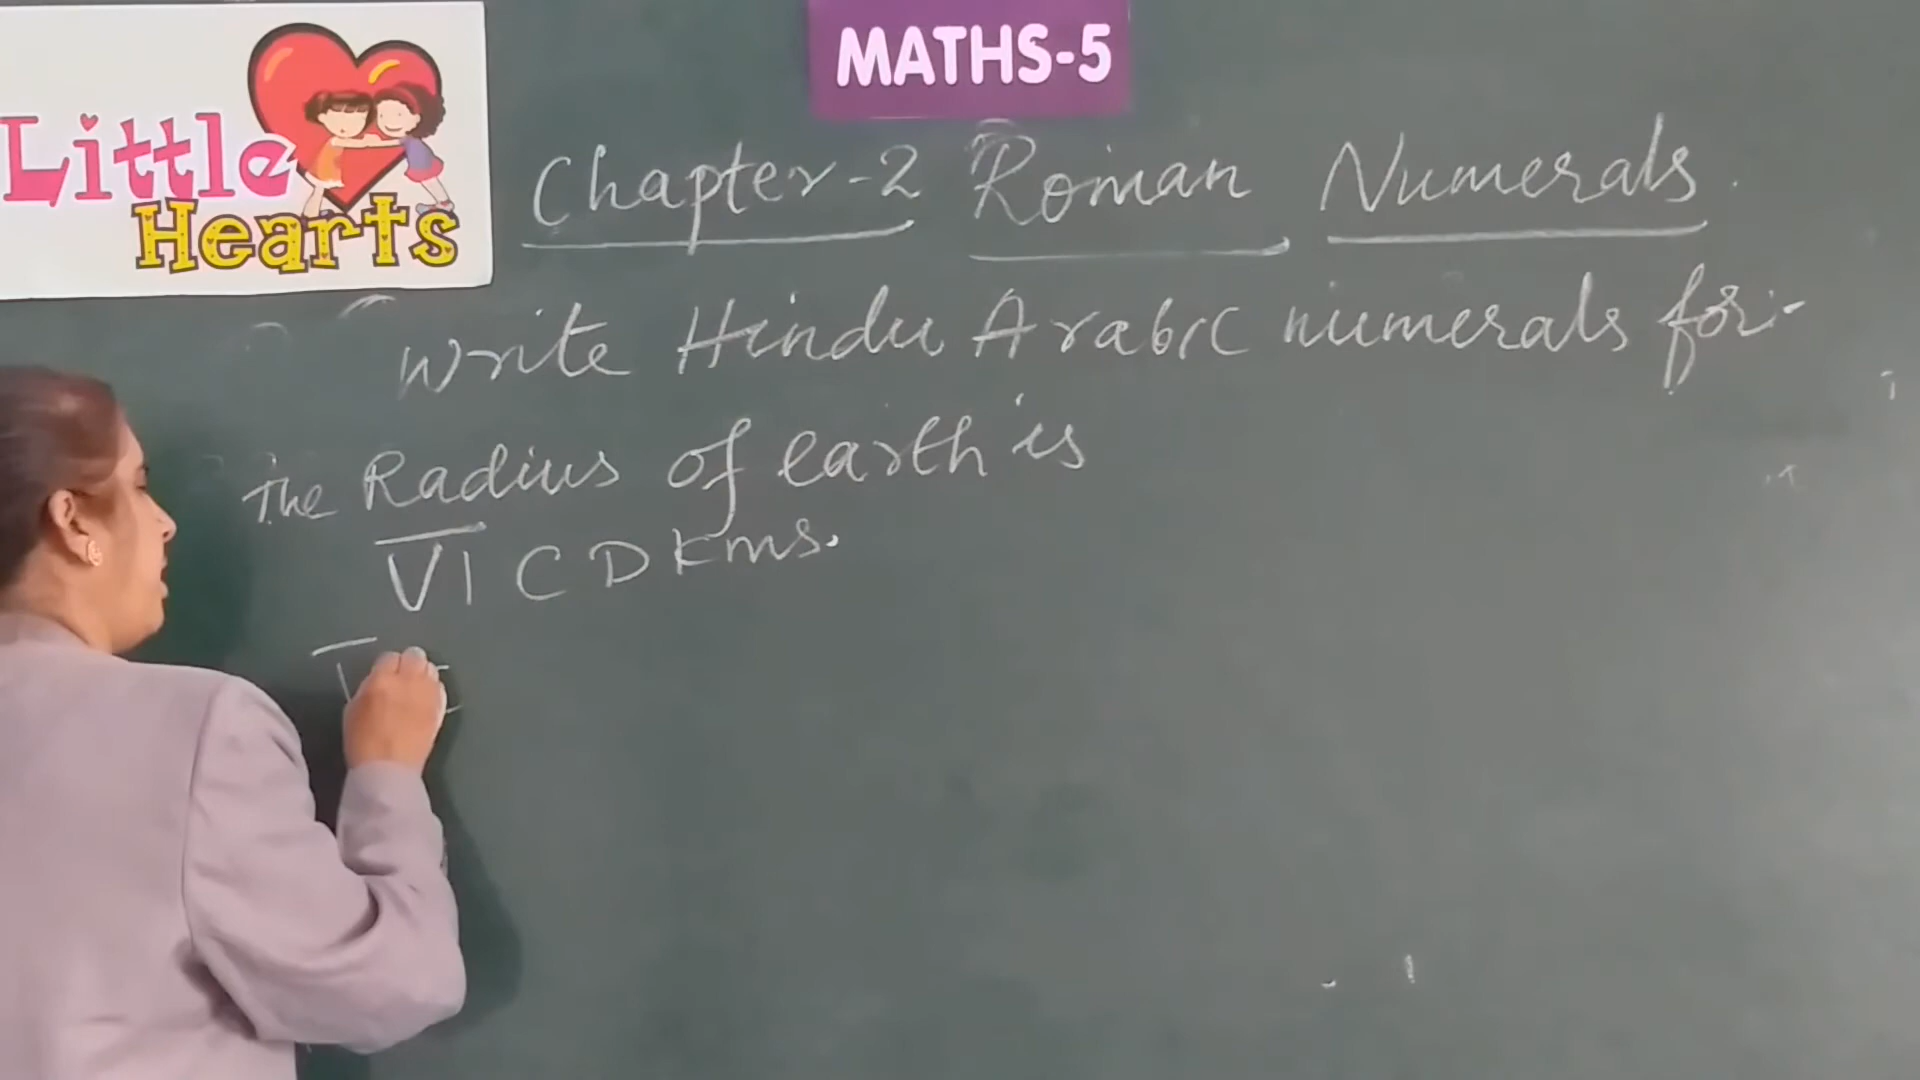 Little
Hearts
MATHS-5
Chapter-2 Roman Numerals
Write Hindu Arabic numerals for:-
The Radius of earth is
V̅I̅ C D Kms.